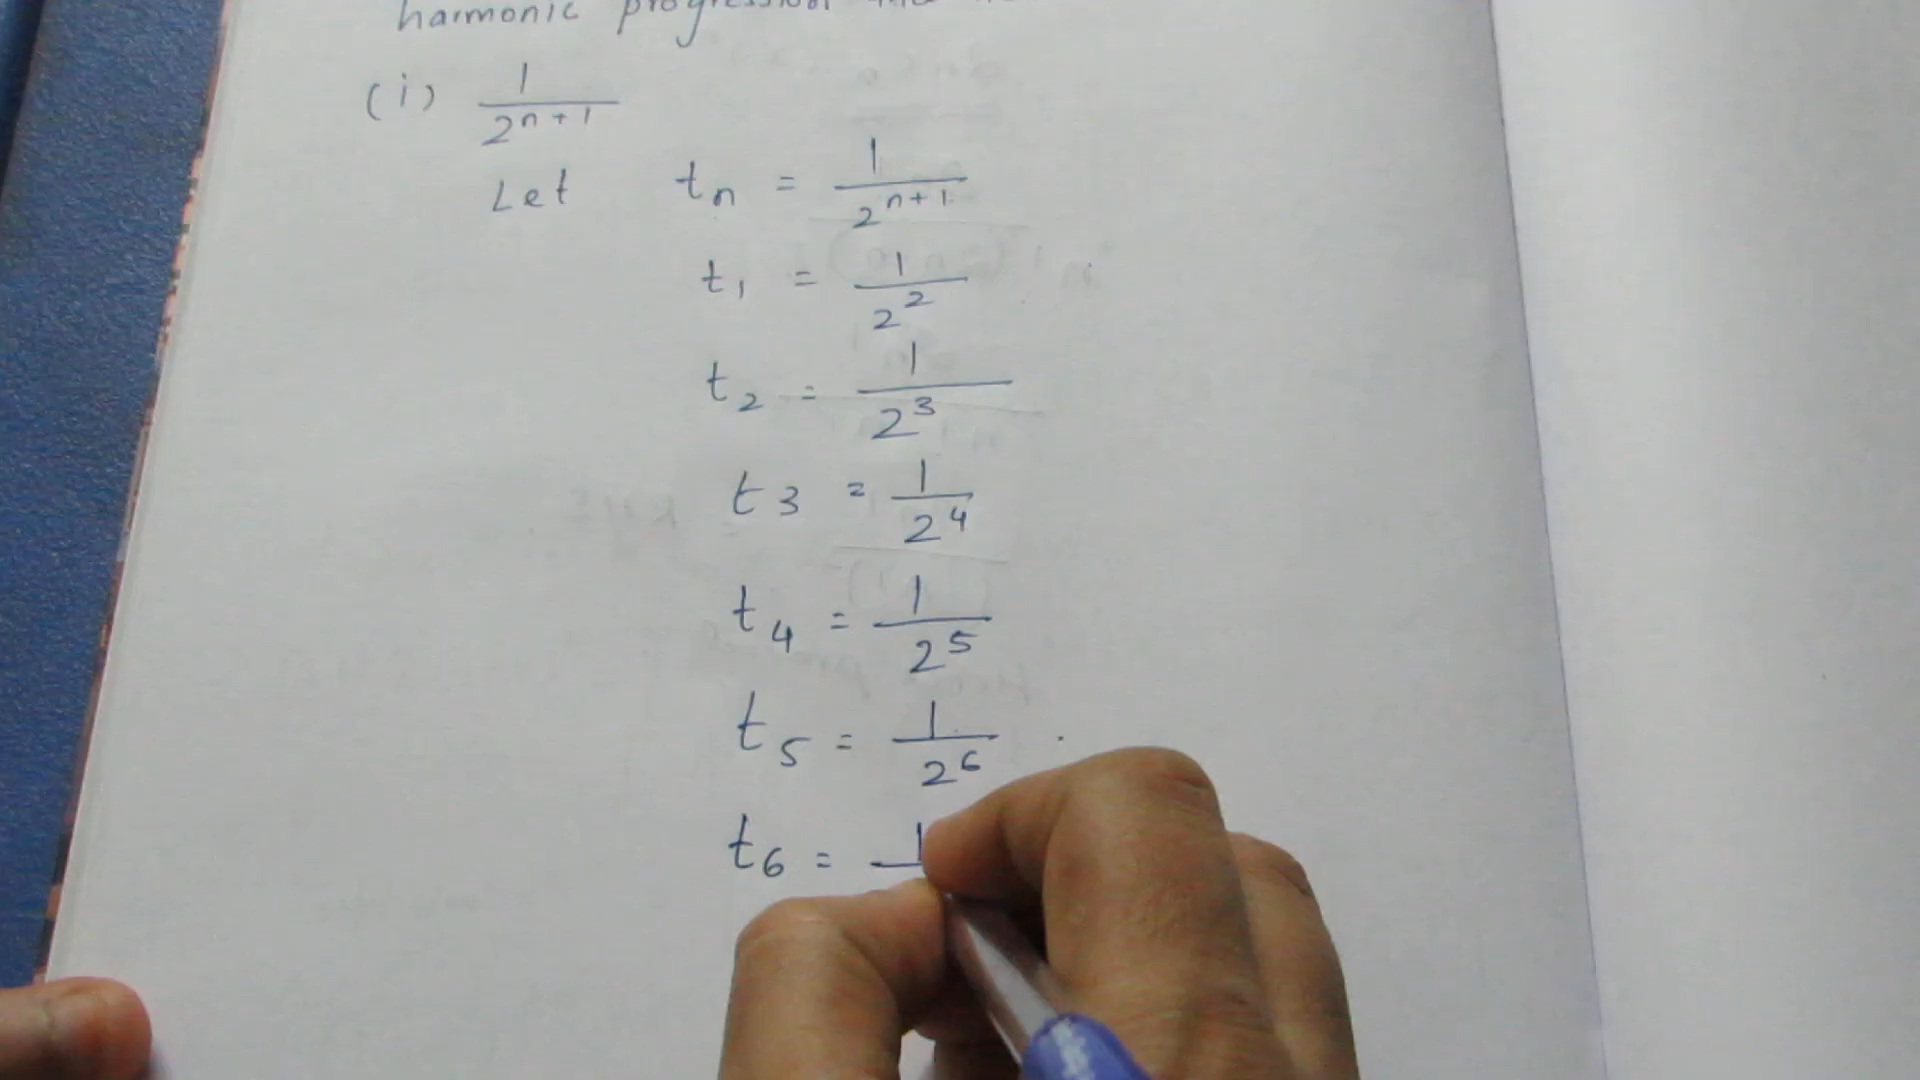 harmonic progression
(i) 1/2^(n+1)
Let t_n = 1/2^(n+1)
t_1 = 1/2^2
t_2 = 1/2^3
t_3 = 1/2^4
t_4 = 1/2^5
t_5 = 1/2^6
t_6 = 1